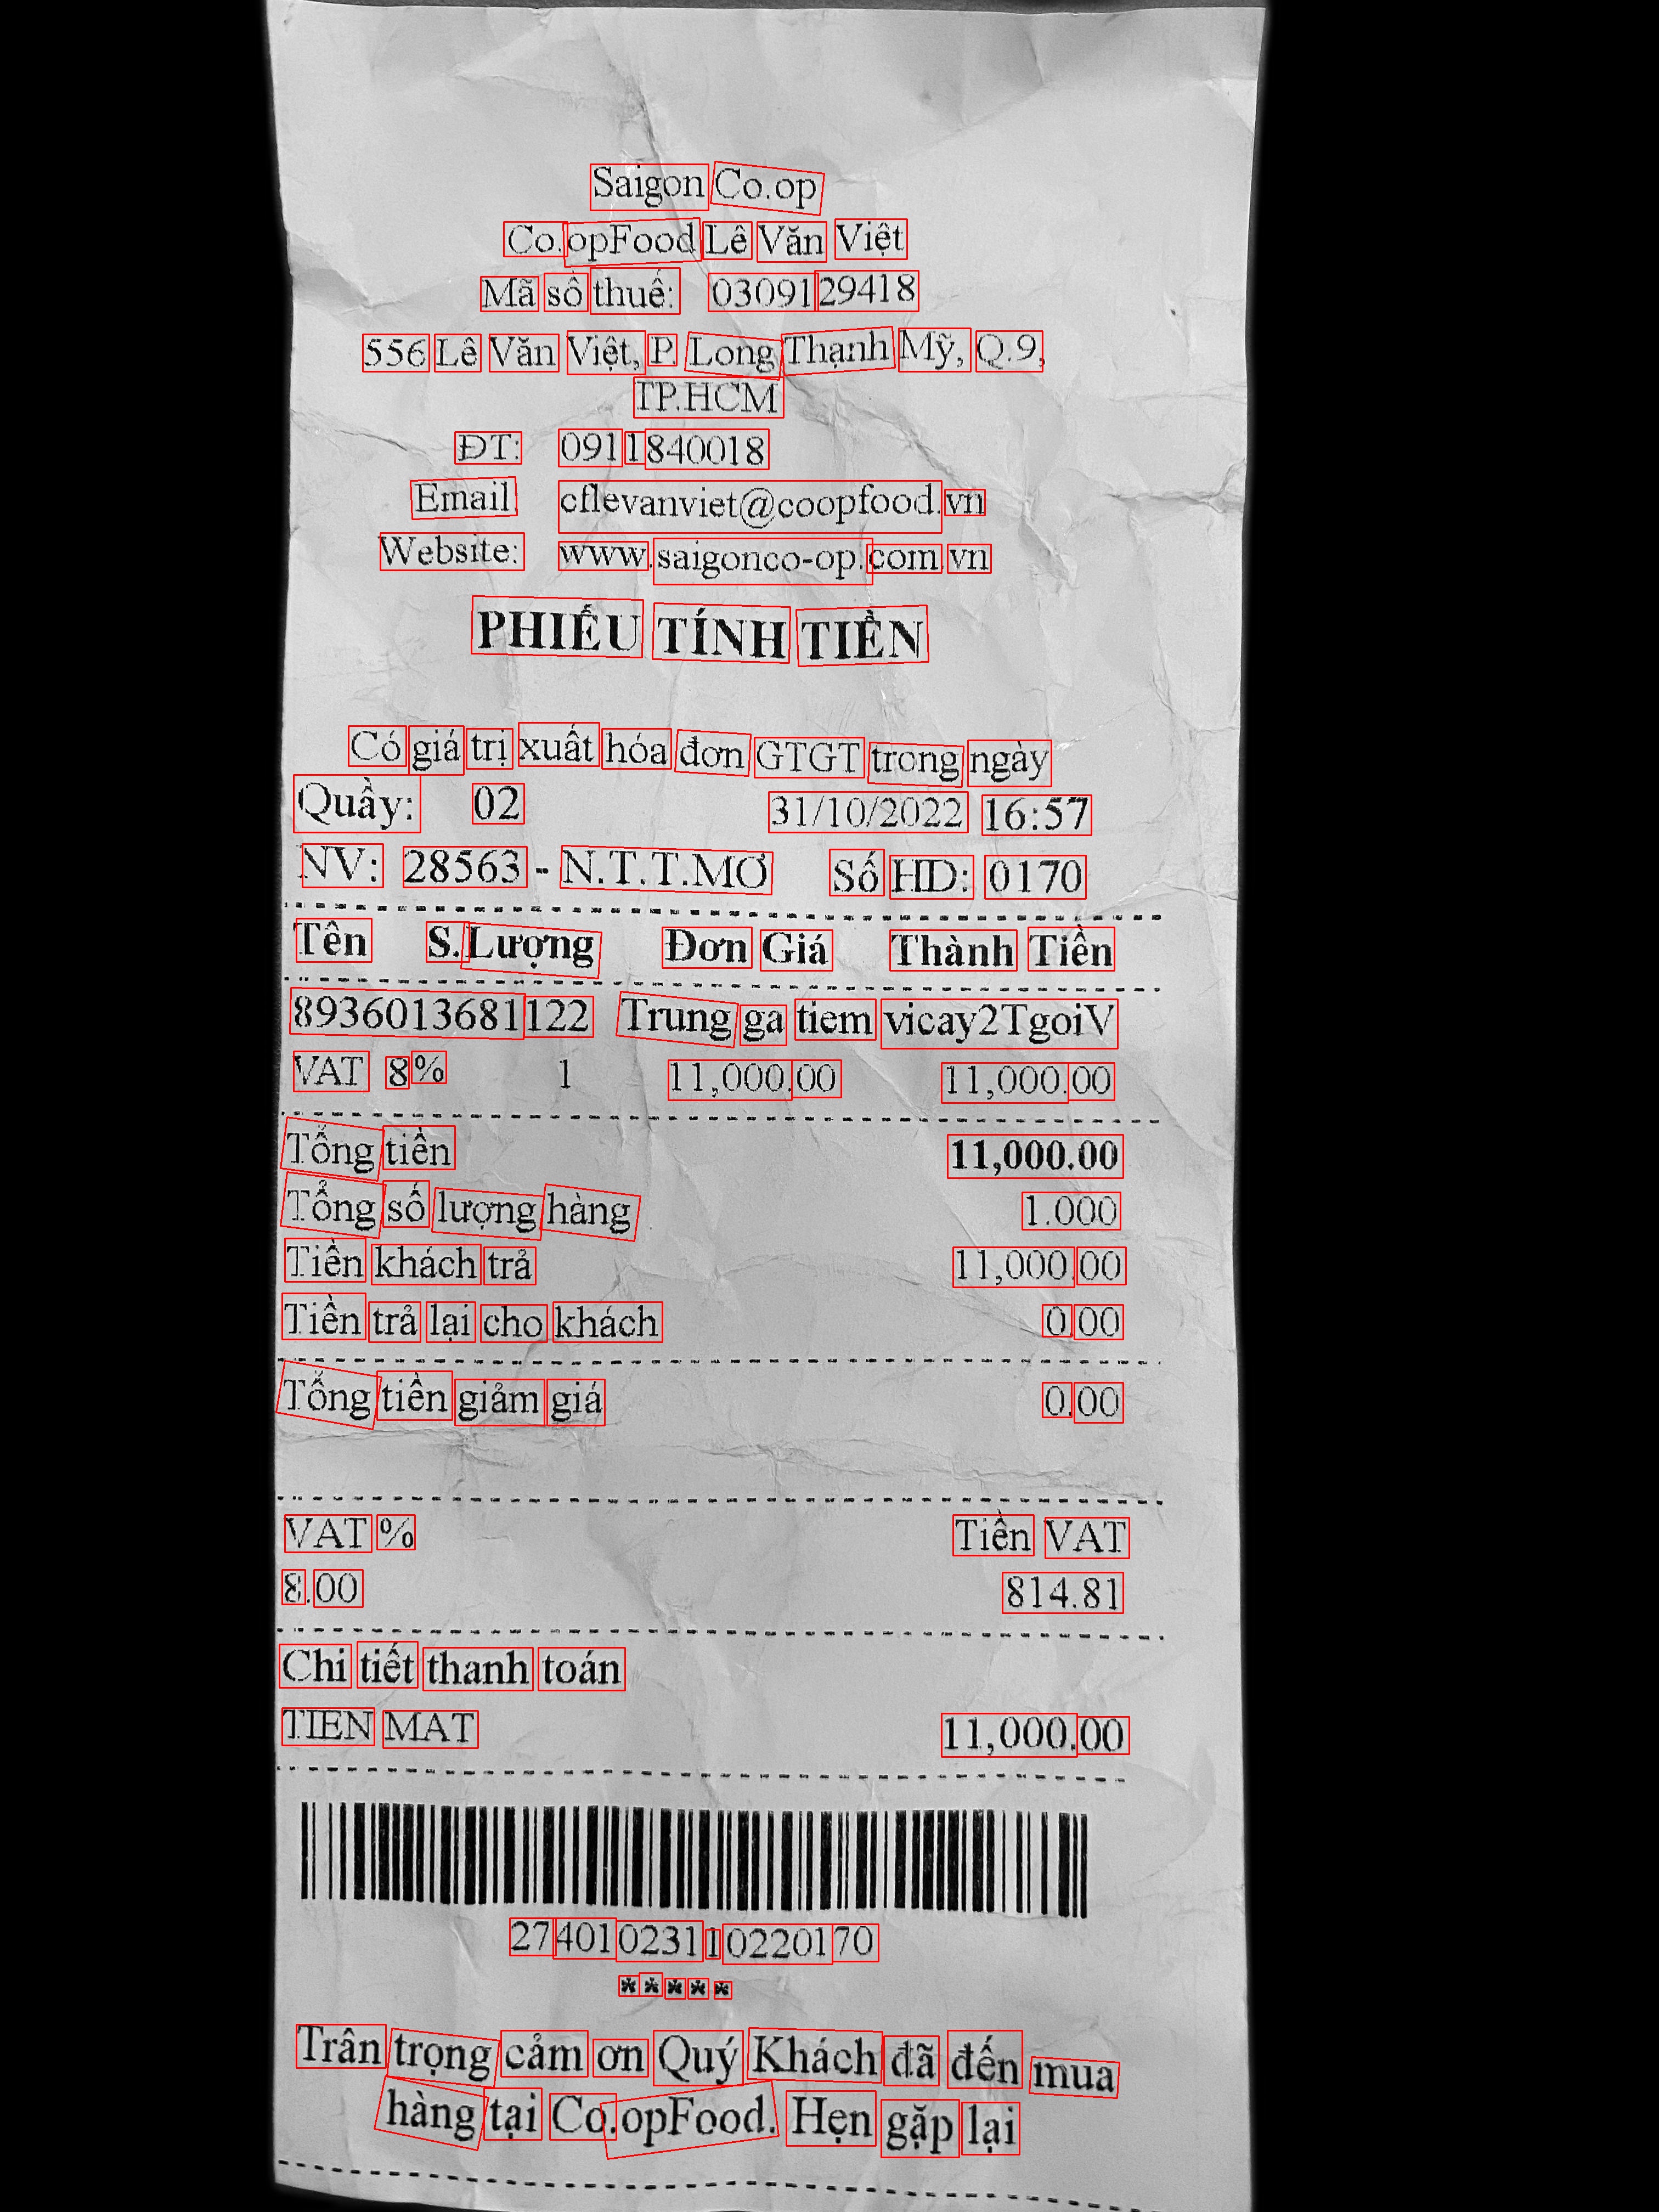 Saigon Co.op
Co.opFood Lê Văn Việt
Mã số thuế: 0309129418
556 Lê Văn Việt, P. Long Thạnh Mỹ, Q.9,
TP.HCM
ĐT: 0911840018
Email cflevanviet@coopfood.vn
Website: www.saigonco-op.com.vn
PHIẾU TÍNH TIỀN
Có giá trị xuất hóa đơn GTGT trong ngày
Quầy: 02 31/10/2022 16:57
NV: 28563 - N.T.T.MƠ Số HD: 0170
Tên S.Lượng Đơn Giá Thành Tiền
8936013681122 Trung ga tiem vicay2TgoiV
VAT 8% 1 11,000.00 11,000.00
Tổng tiền 11,000.00
Tổng số lượng hàng 1.000
Tiền khách trả 11,000.00
Tiền trả lại cho khách 0.00
Tổng tiền giảm giá 0.00
VAT % Tiền VAT
8.00 814.81
Chi tiết thanh toán
TIEN MAT 11,000.00
27401023110220170
*****
Trân trọng cảm ơn Quý Khách đã đến mua
hàng tại Co.opFood. Hẹn gặp lại